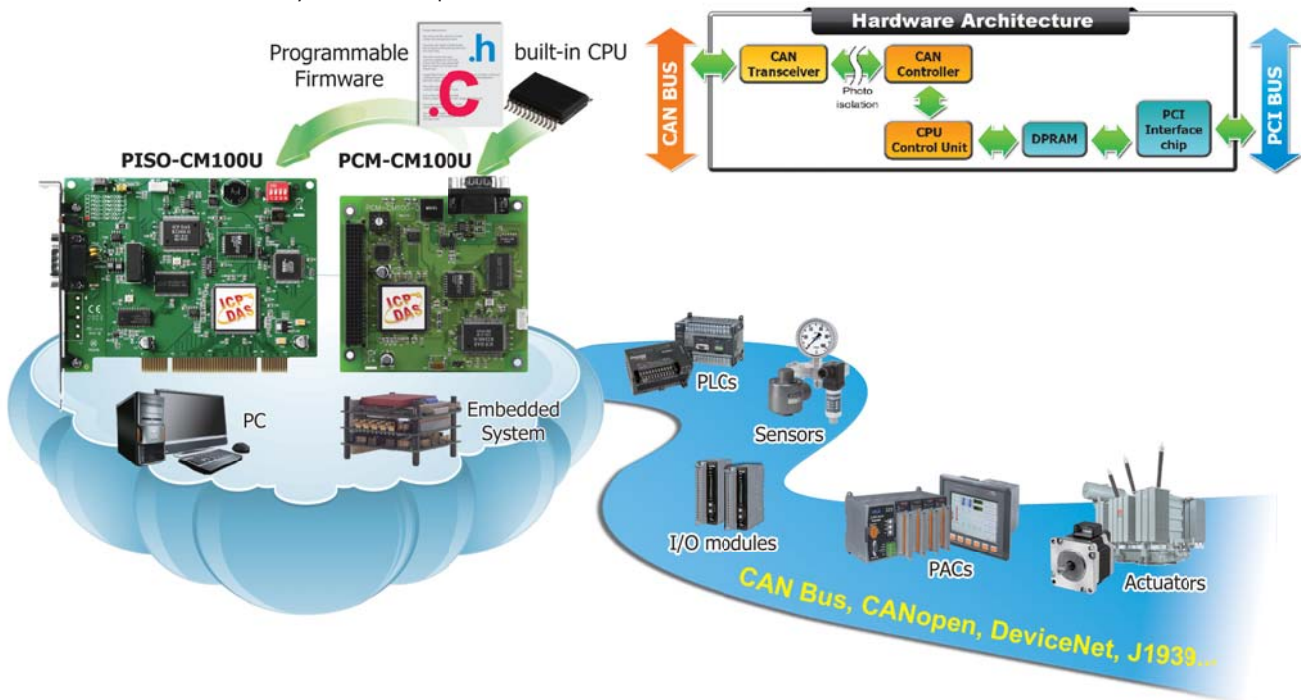 Hardware Architecture
CAN BUS
CAN
Transceiver
Photo
isolation
CAN
Controller
CPU
Control Unit
DPRAM
PCI
Interface
chip
PCI BUS
Programmable
Firmware
.h
.c
built-in CPU
PISO-CM100U
PCM-CM100U
ICP
DAS
ICP
DAS
PC
Embedded
System
PLCs
Sensors
I/O modules
PACs
Actuators
CAN Bus, CANopen, DeviceNet, J1939...